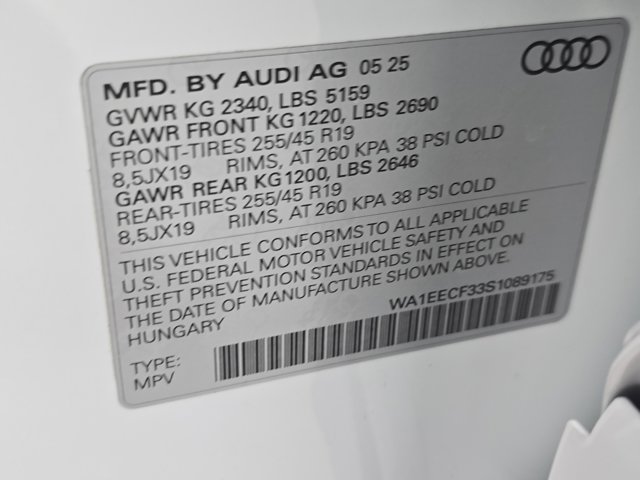 MFD. BY AUDI AG 05 25
GVWR KG 2340, LBS 5159
GAWR FRONT KG 1220, LBS 2690
FRONT-TIRES 255/45 R19
8,5JX19 RIMS, AT 260 KPA 38 PSI COLD
GAWR REAR KG 1200, LBS 2646
REAR-TIRES 255/45 R19
8,5JX19 RIMS, AT 260 KPA 38 PSI COLD
THIS VEHICLE CONFORMS TO ALL APPLICABLE
U.S. FEDERAL MOTOR VEHICLE SAFETY AND
THEFT PREVENTION STANDARDS IN EFFECT ON
THE DATE OF MANUFACTURE SHOWN ABOVE.
HUNGARY
WA1EECF33S1089175
TYPE:
MPV